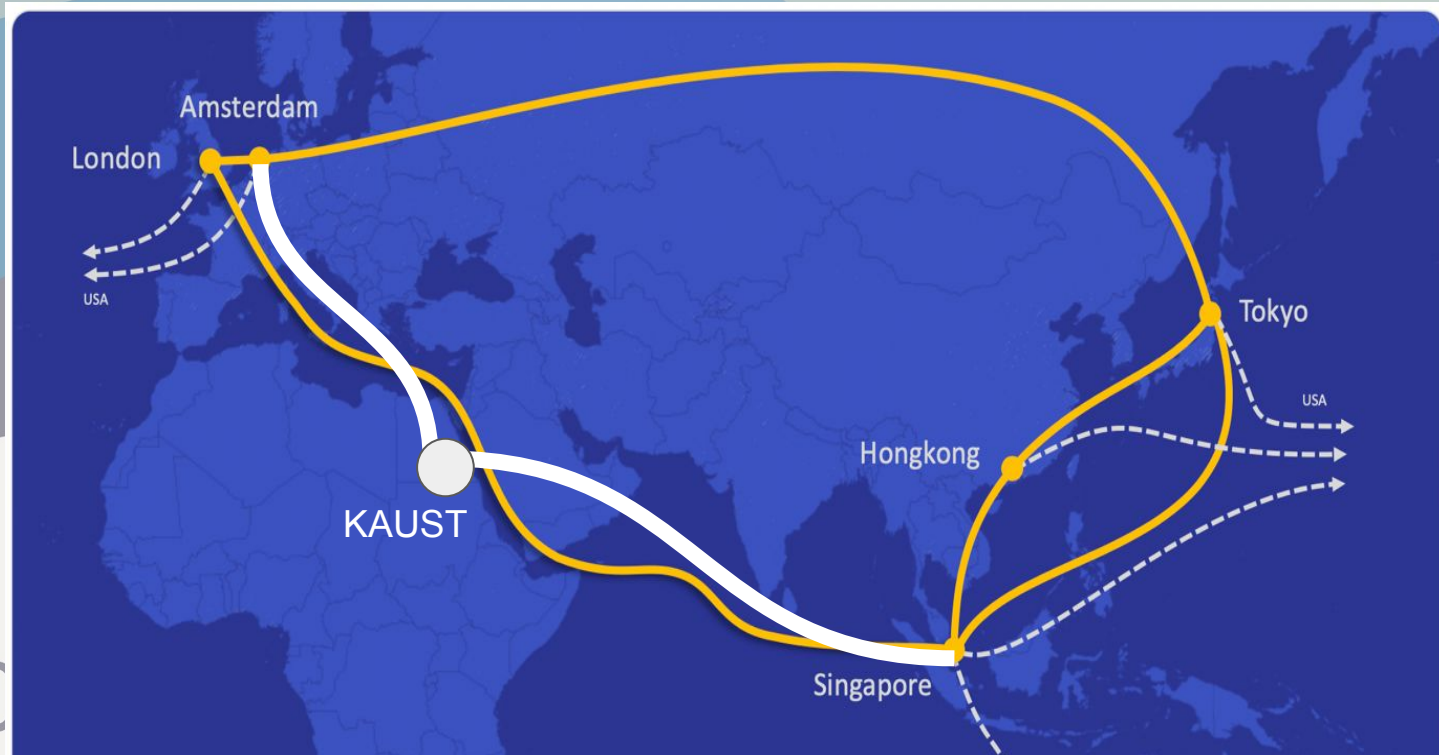 Amsterdam
London
USA
Tokyo
USA
Hongkong
KAUST
Singapore